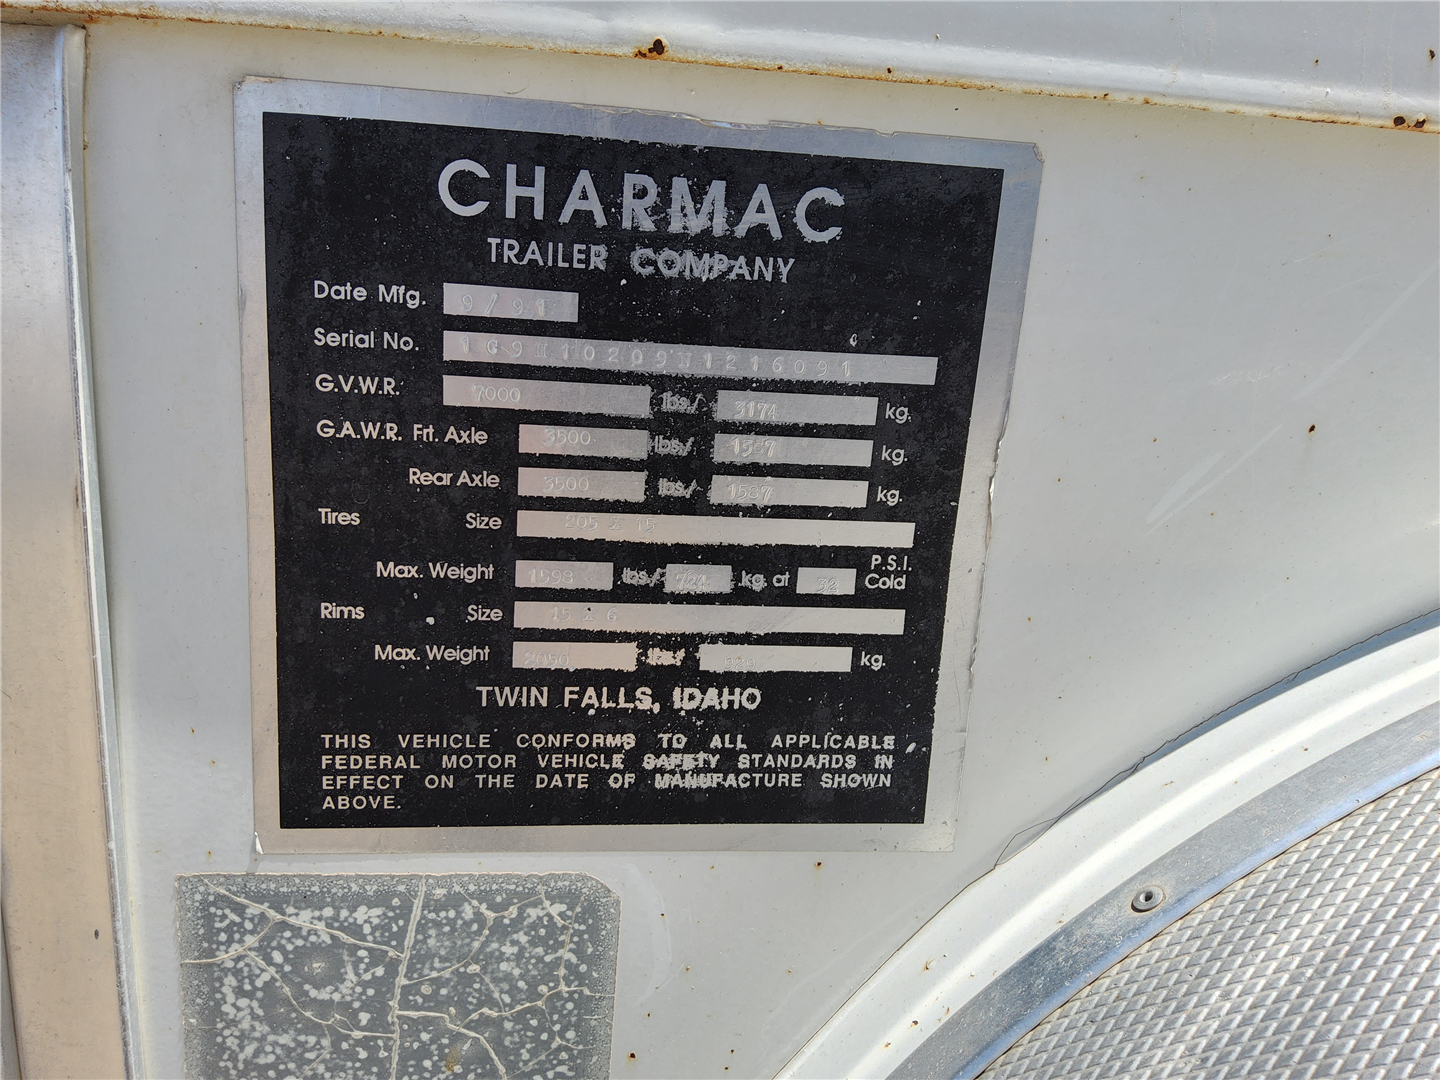 CHARMAC
TRAILER COMPANY
Date Mfg. 9/91
Serial No.
G.V.W.R. 7000 lbs./ 3174 kg.
G.A.W.R. Frt. Axle 3500 lbs./ kg.
Rear Axle 3500 lbs./ 1587 kg.
Tires Size 205 x 15
Max. Weight 1598 lbs./ 724 kg. at 32 P.S.I. Cold
Rims Size 15 x 6
Max. Weight 2050 lbs/ kg.
TWIN FALLS, IDAHO
THIS VEHICLE CONFORMS TO ALL APPLICABLE
FEDERAL MOTOR VEHICLE SAFETY STANDARDS IN
EFFECT ON THE DATE OF MANUFACTURE SHOWN
ABOVE.